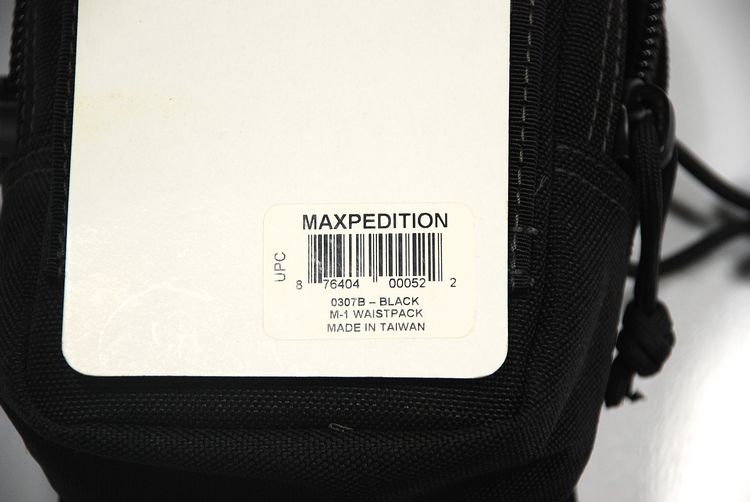 MAXPEDITION
UPC
8 76404 00052 2
0307B – BLACK
M-1 WAISTPACK
MADE IN TAIWAN